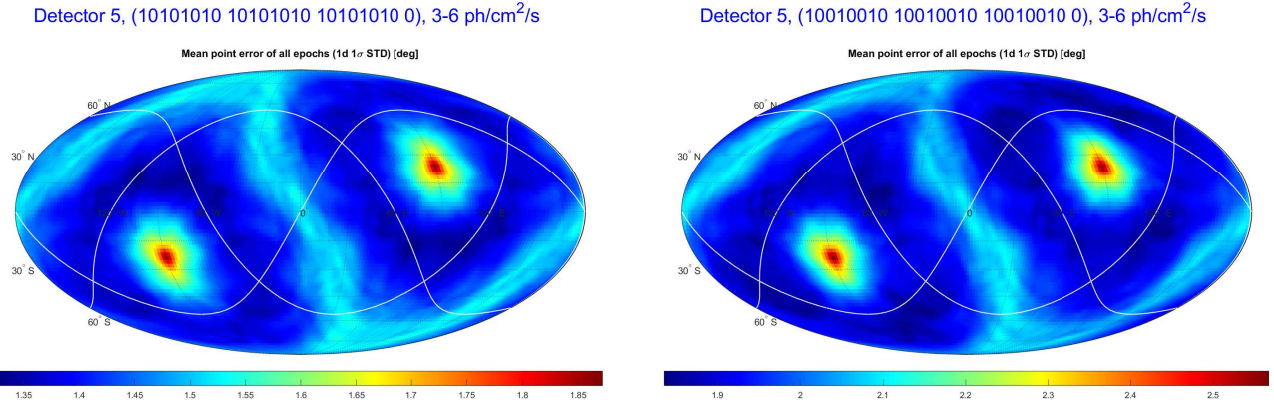 Detector 5, (10101010 10101010 10101010 0), 3-6 ph/cm²/s
Mean point error of all epochs (1d 1σ STD) [deg]
60° N
30° N
0
30° S
60° S
1.35 1.4 1.45 1.5 1.55 1.6 1.65 1.7 1.75 1.8 1.85
Detector 5, (10010010 10010010 10010010 0), 3-6 ph/cm²/s
Mean point error of all epochs (1d 1σ STD) [deg]
60° N
30° N
0
30° S
60° S
1.9 2 2.1 2.2 2.3 2.4 2.5